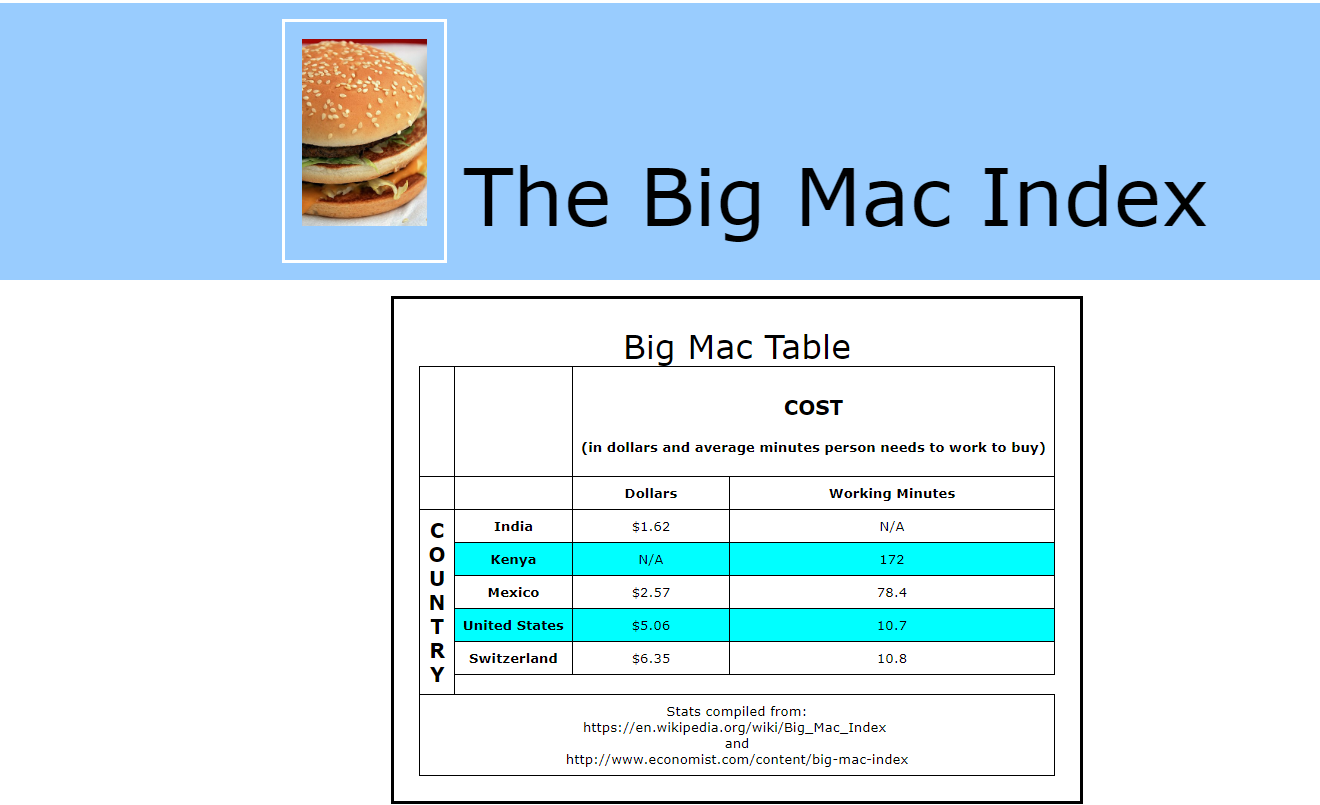 The Big Mac Index
Big Mac Table
COST
(in dollars and average minutes person needs to work to buy)
Dollars Working Minutes
COUNTRY
India $1.62 N/A
Kenya N/A 172
Mexico $2.57 78.4
United States $5.06 10.7
Switzerland $6.35 10.8
Stats compiled from:
https://en.wikipedia.org/wiki/Big_Mac_Index
and
http://www.economist.com/content/big-mac-index